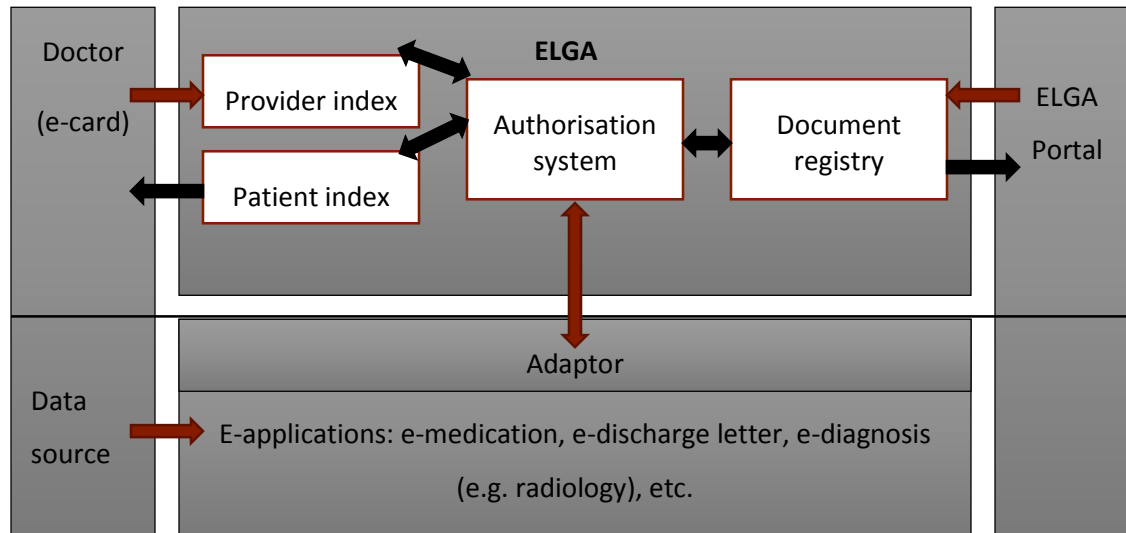 Doctor
(e-card)
ELGA
Provider index
Patient index
Authorisation
system
Document
registry
ELGA
Portal
Adaptor
Data
source
E-applications: e-medication, e-discharge letter, e-diagnosis
(e.g. radiology), etc.